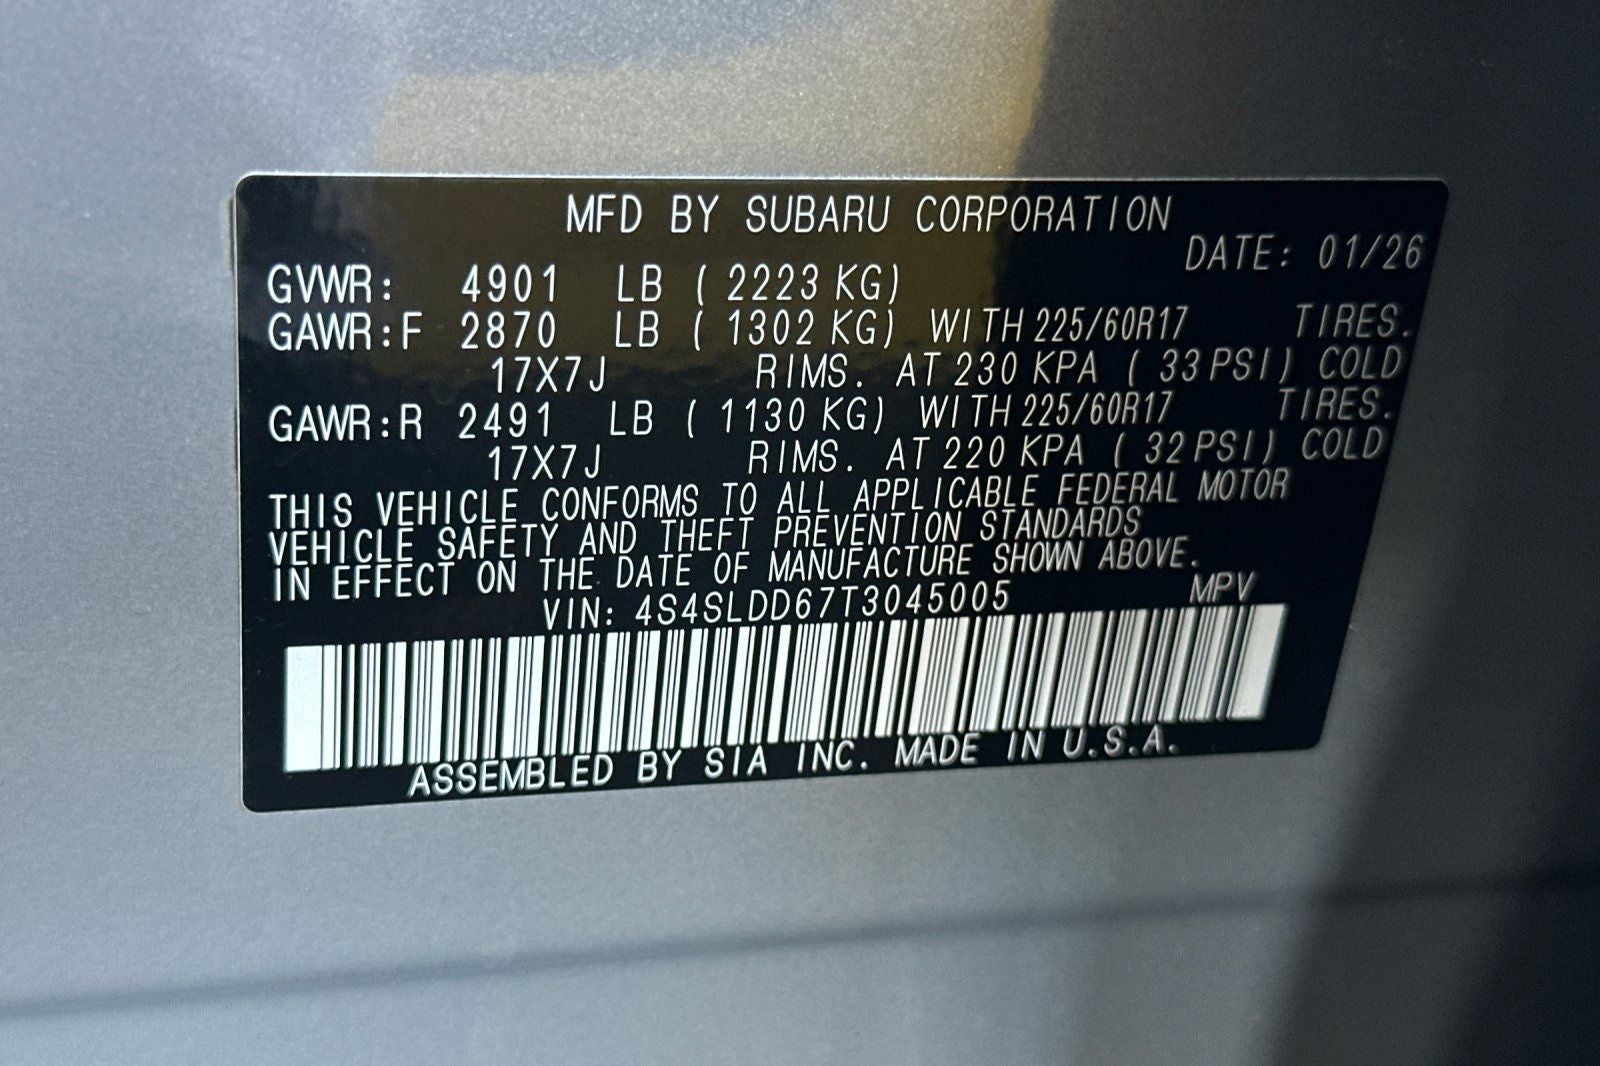 MFD BY SUBARU CORPORATION
DATE: 01/26
GVWR: 4901 LB ( 2223 KG)
GAWR:F 2870 LB ( 1302 KG) WITH 225/60R17 TIRES.
17X7J RIMS. AT 230 KPA ( 33 PSI) COLD
GAWR:R 2491 LB ( 1130 KG) WITH 225/60R17 TIRES.
17X7J RIMS. AT 220 KPA ( 32 PSI) COLD
THIS VEHICLE CONFORMS TO ALL APPLICABLE FEDERAL MOTOR
VEHICLE SAFETY AND THEFT PREVENTION STANDARDS
IN EFFECT ON THE DATE OF MANUFACTURE SHOWN ABOVE.
VIN: 4S4SLDD67T3045005 MPV
ASSEMBLED BY SIA INC. MADE IN U.S.A.